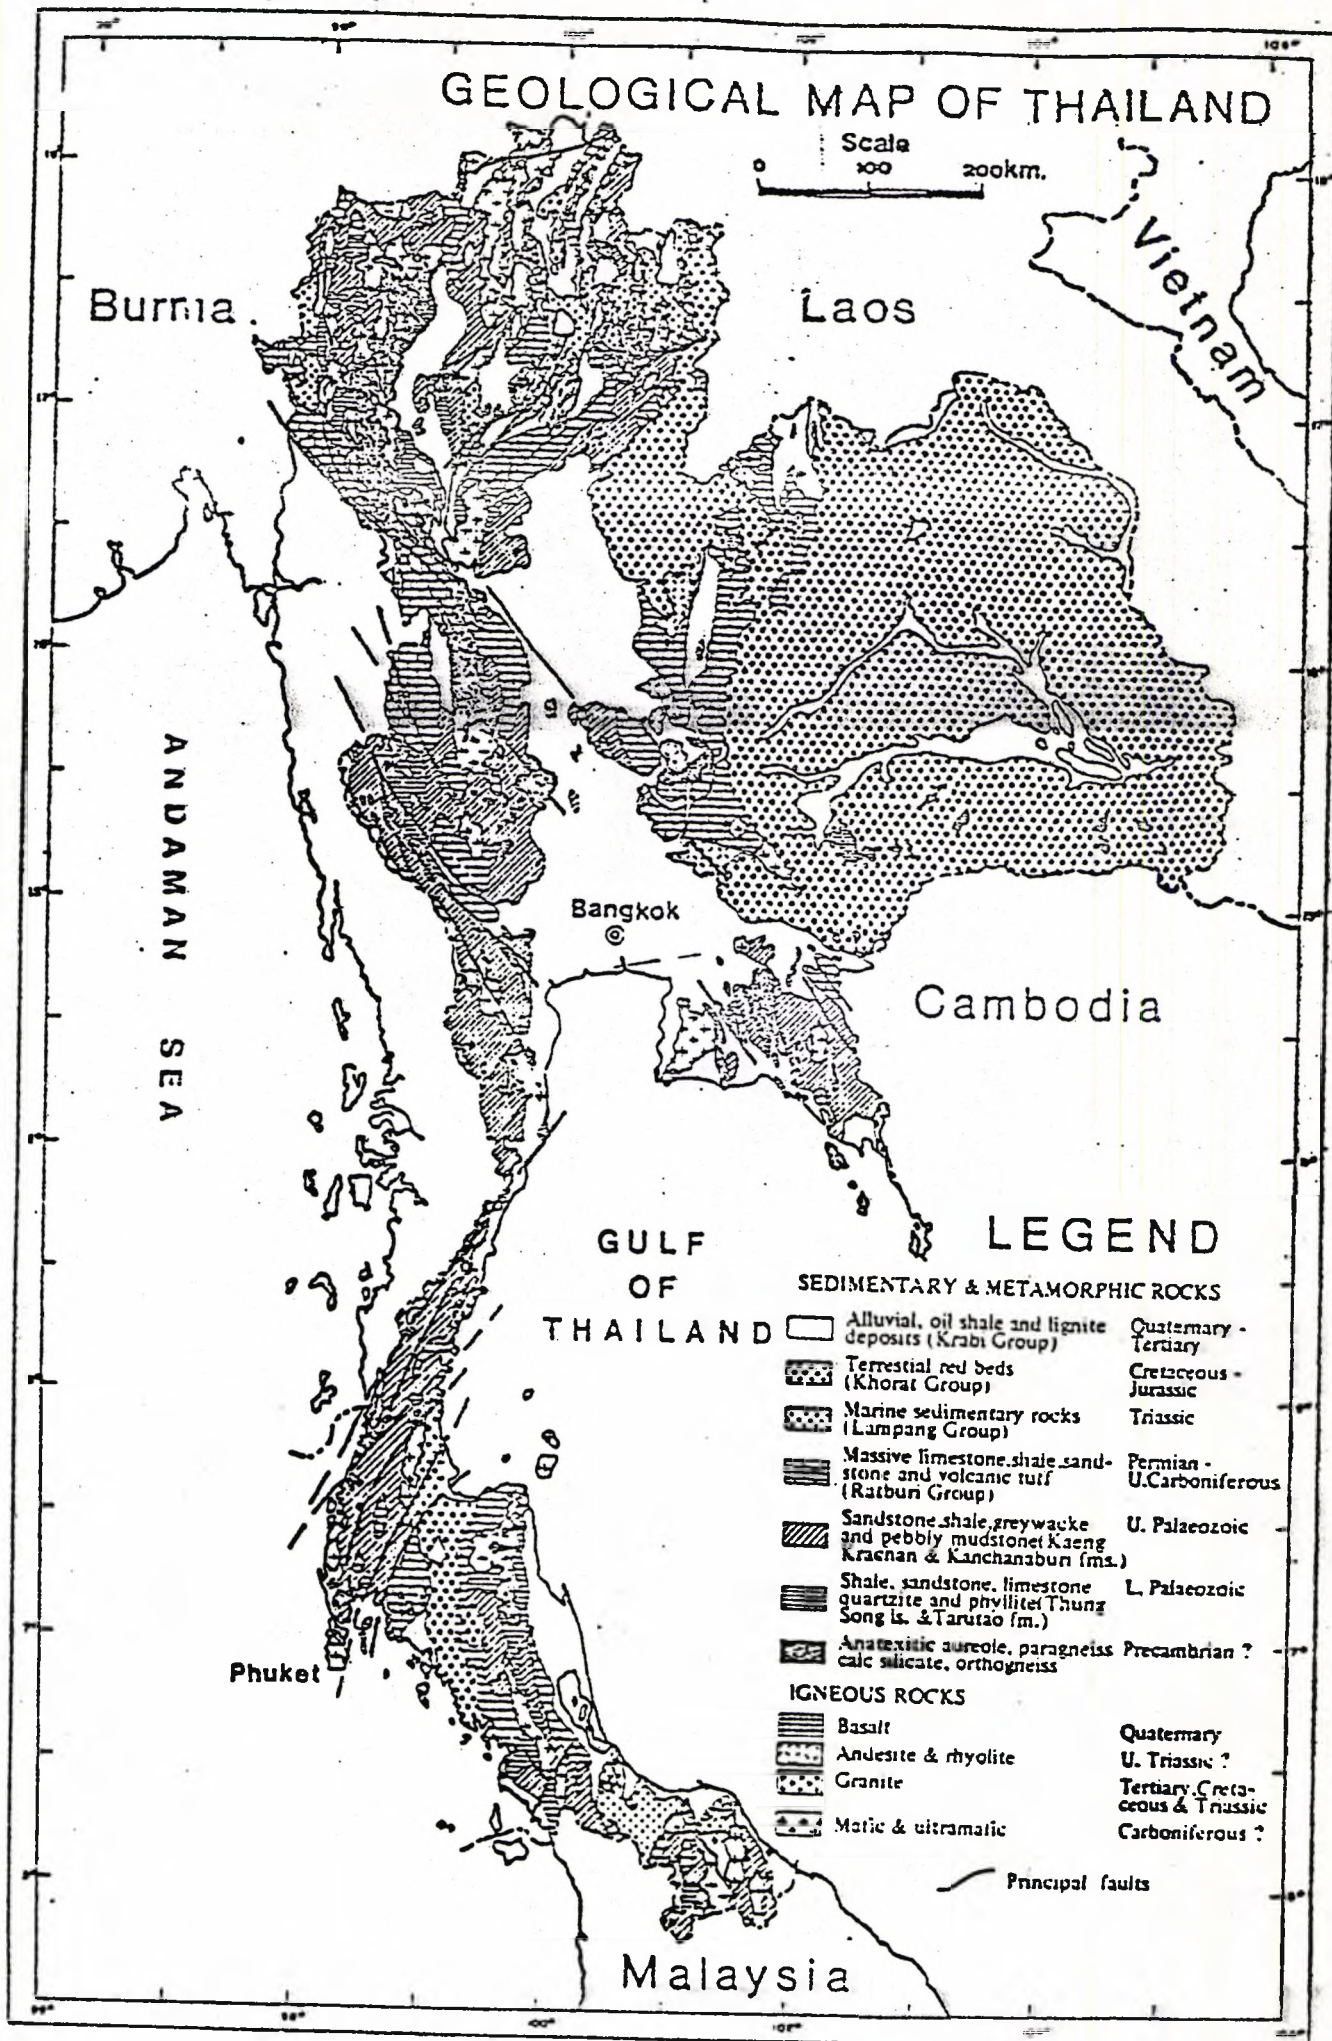 GEOLOGICAL MAP OF THAILAND
Scale
0 100 200km.
Burma
Laos
Vietnam
ANDAMAN SEA
Bangkok
Cambodia
GULF
OF
THAILAND
Phuket
Malaysia
LEGEND
SEDIMENTARY & METAMORPHIC ROCKS
Alluvial, oil shale and lignite Quaternary -
deposits (Krabi Group) Tertiary
Terrestial red beds Cretaceous -
(Khorat Group) Jurassic
Marine sedimentary rocks Triassic
(Lampang Group)
Massive limestone, shale, sand- Permian -
stone and volcanic tuff U.Carboniferous
(Ratburi Group)
Sandstone, shale, greywacke U. Palaeozoic
and pebbly mudstone( Kaeng
Krachan & Kanchanaburi fms.)
Shale, sandstone, limestone L. Palaeozoic
quartzite and phyllite( Thung
Song ls. & Tarutao fm.)
Anatexitic aureole, paragneiss Precambrian ?
calc silicate, orthogneiss
IGNEOUS ROCKS
Basalt Quaternary
Andesite & rhyolite U. Triassic ?
Granite Tertiary, Creta-
ceous & Triassic
Mafic & ultramafic Carboniferous ?
Principal faults